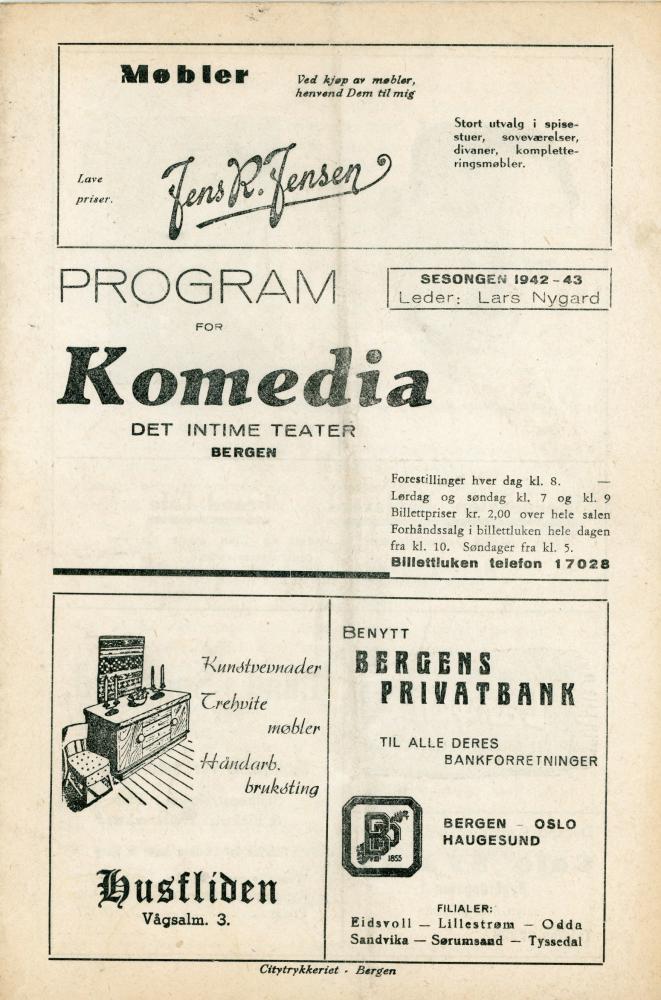 Møbler
Ved kjøp av møbler,
henvend Dem til mig
Stort utvalg i spise-
stuer, soveværelser,
divaner, komplette-
ringsmøbler.
Lave
priser.
Jens R. Jensen
PROGRAM
FOR
SESONGEN 1942-43
Leder: Lars Nygard
Komedia
DET INTIME TEATER
BERGEN
Forestillinger hver dag kl. 8. —
Lørdag og søndag kl. 7 og kl. 9
Billettpriser kr. 2,00 over hele salen
Forhåndssalg i billettluken hele dagen
fra kl. 10. Søndager fra kl. 5.
Billettluken telefon 17028
Kunstvevnader
Trehvite
møbler
Håndarb.
bruksting
Husfliden
Vågsalm. 3.
BENYTT
BERGENS
PRIVATBANK
TIL ALLE DERES
BANKFORRETNINGER
BP
1855
BERGEN - OSLO
HAUGESUND
FILIALER:
Eidsvoll — Lillestrøm — Odda
Sandvika — Sørumsand — Tyssedal
Citytrykkeriet - Bergen